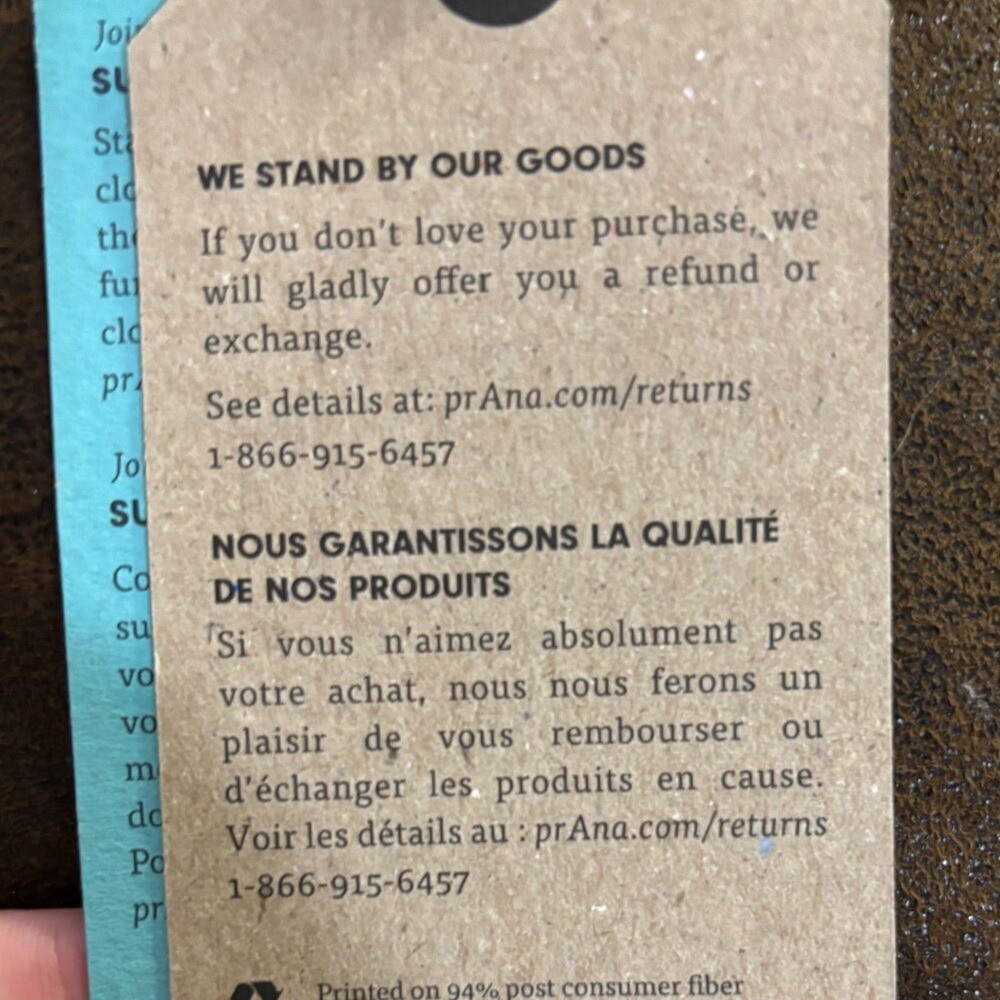 WE STAND BY OUR GOODS
If you don't love your purchase, we
will gladly offer you a refund or
exchange.
See details at: prAna.com/returns
1-866-915-6457
NOUS GARANTISSONS LA QUALITÉ
DE NOS PRODUITS
Si vous n'aimez absolument pas
votre achat, nous nous ferons un
plaisir de vous rembourser ou
d'échanger les produits en cause.
Voir les détails au : prAna.com/returns
1-866-915-6457
Printed on 94% post consumer fiber